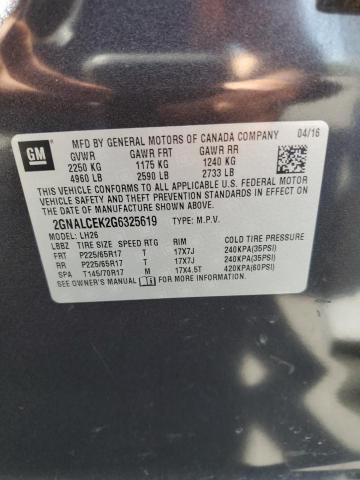 GM
MFD BY GENERAL MOTORS OF CANADA COMPANY 04/16
GVWR GAWR FRT GAWR RR
2250 KG 1175 KG 1240 KG
4960 LB 2590 LB 2733 LB
THIS VEHICLE CONFORMS TO ALL APPLICABLE U.S. FEDERAL MOTOR
VEHICLE SAFETY, BUMPER, AND THEFT PREVENTION STANDARDS IN
EFFECT ON THE DATE OF MANUFACTURE SHOWN ABOVE.
2GNALCEK2G6325619 TYPE: M.P.V.
MODEL: LH26
LBBZ TIRE SIZE SPEED RTG RIM COLD TIRE PRESSURE
FRT P225/65R17 T 17X7J 240KPA(35PSI)
RR P225/65R17 T 17X7J 240KPA(35PSI)
SPA T145/70R17 M 17X4.5T 420KPA(60PSI)
SEE OWNER'S MANUAL FOR MORE INFORMATION.